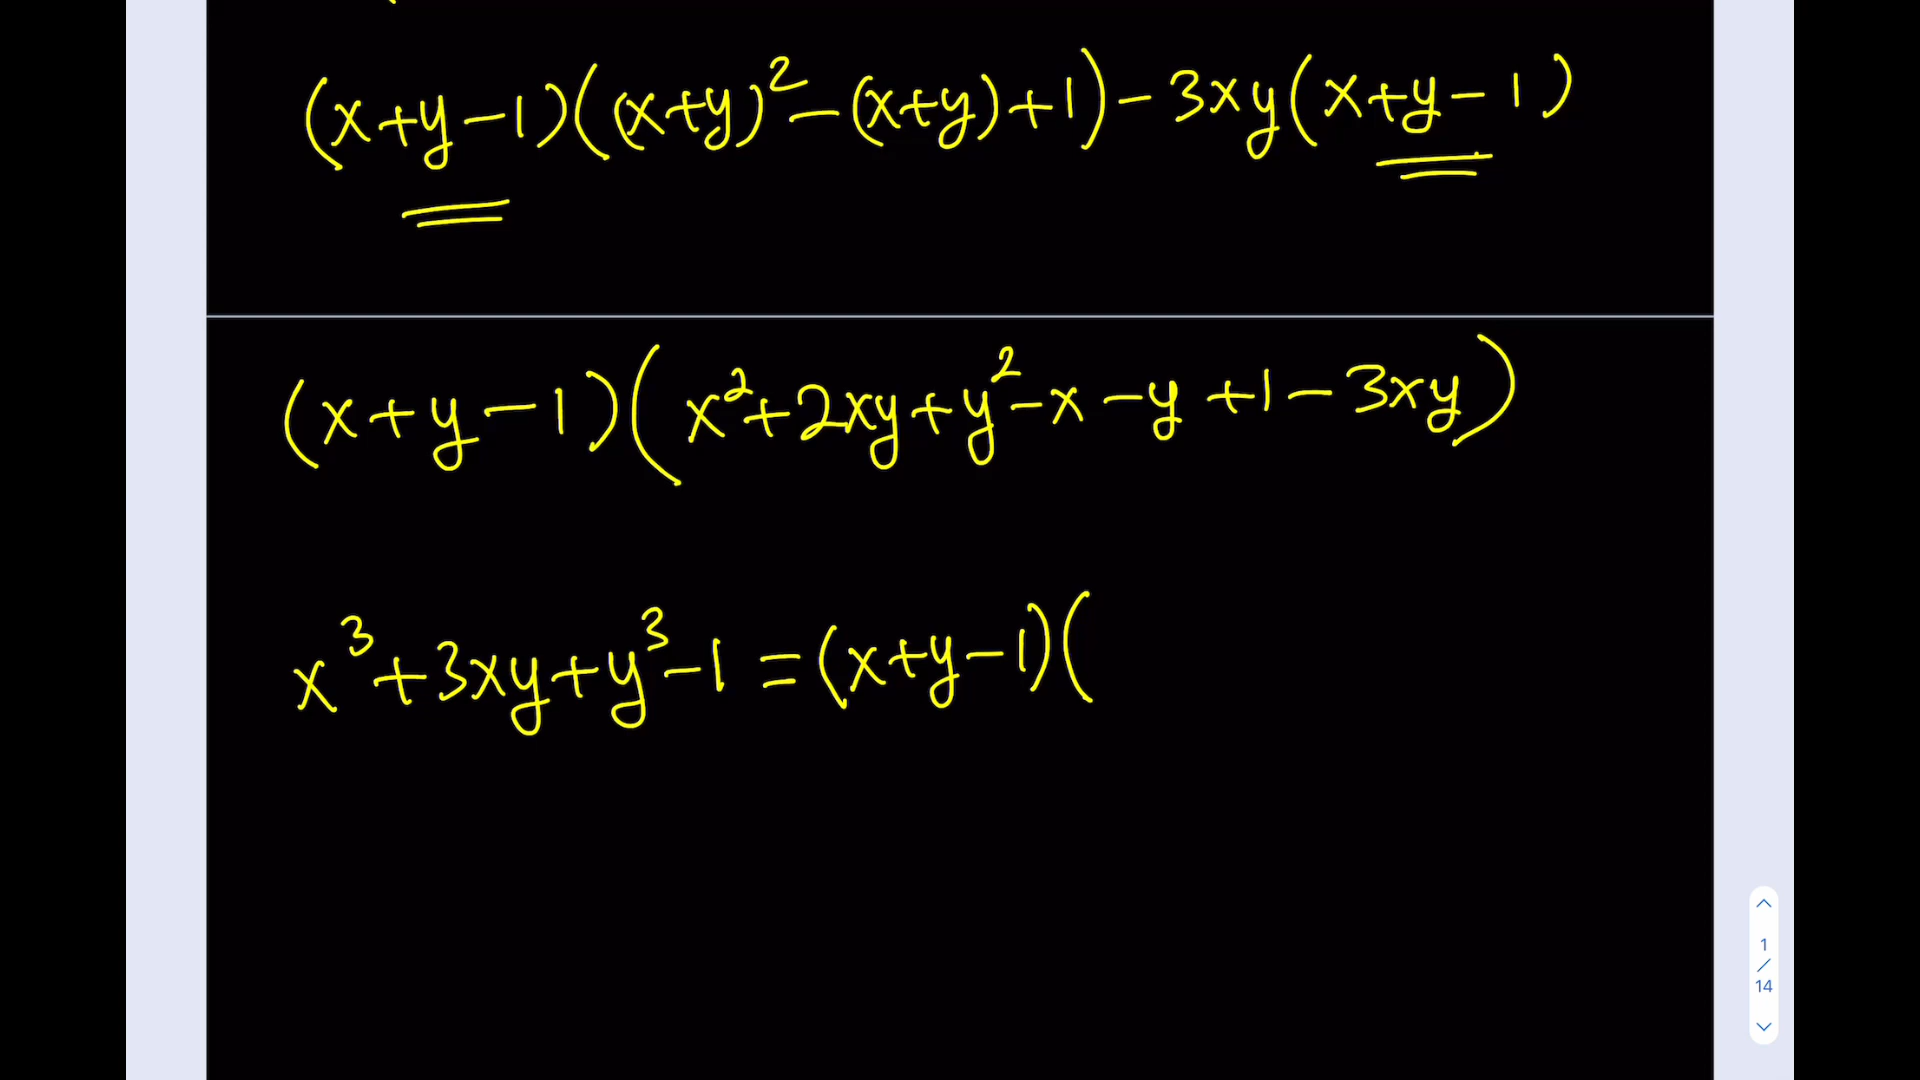 (x+y-1)((x+y)²-(x+y)+1)-3xy(x+y-1)
(x+y-1)(x²+2xy+y²-x-y+1-3xy)
x³+3xy+y³-1=(x+y-1)(
1
/
14